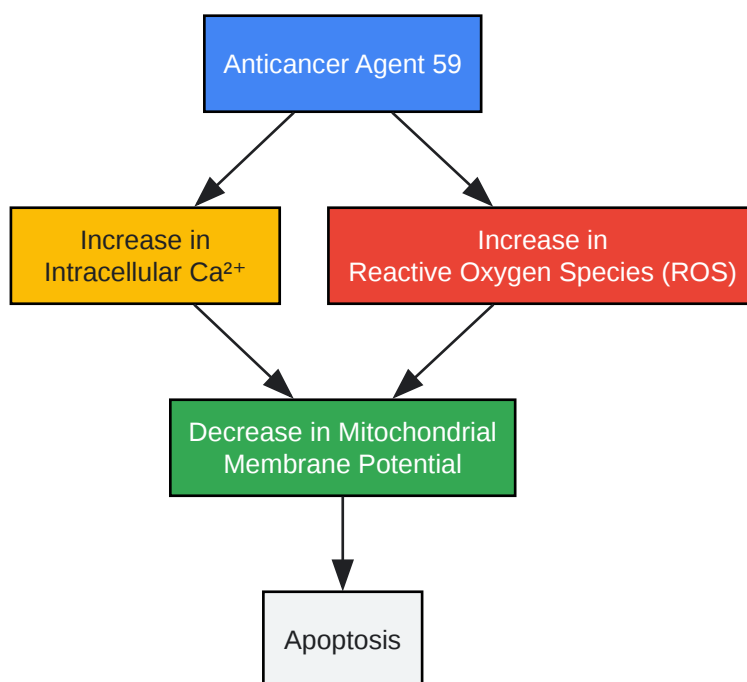 Anticancer Agent 59
Increase in
Intracellular Ca²⁺
Increase in
Reactive Oxygen Species (ROS)
Decrease in Mitochondrial
Membrane Potential
Apoptosis